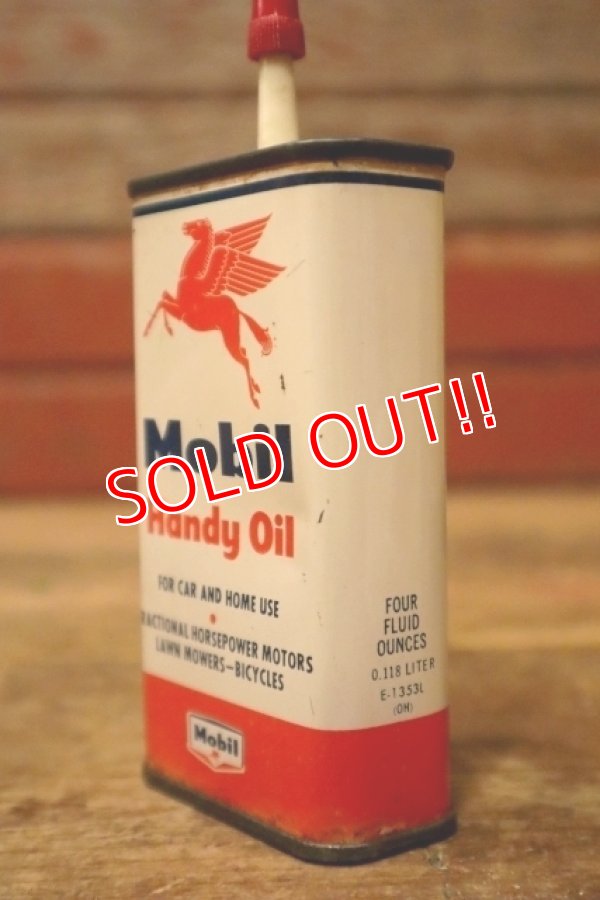 Mobil
Handy Oil
SOLD OUT!!
FOR CAR AND HOME USE
RACTIONAL HORSEPOWER MOTORS
LAWN MOWERS-BICYCLES
Mobil
FOUR
FLUID
OUNCES
0.118 LITER
E-1353L
(OH)